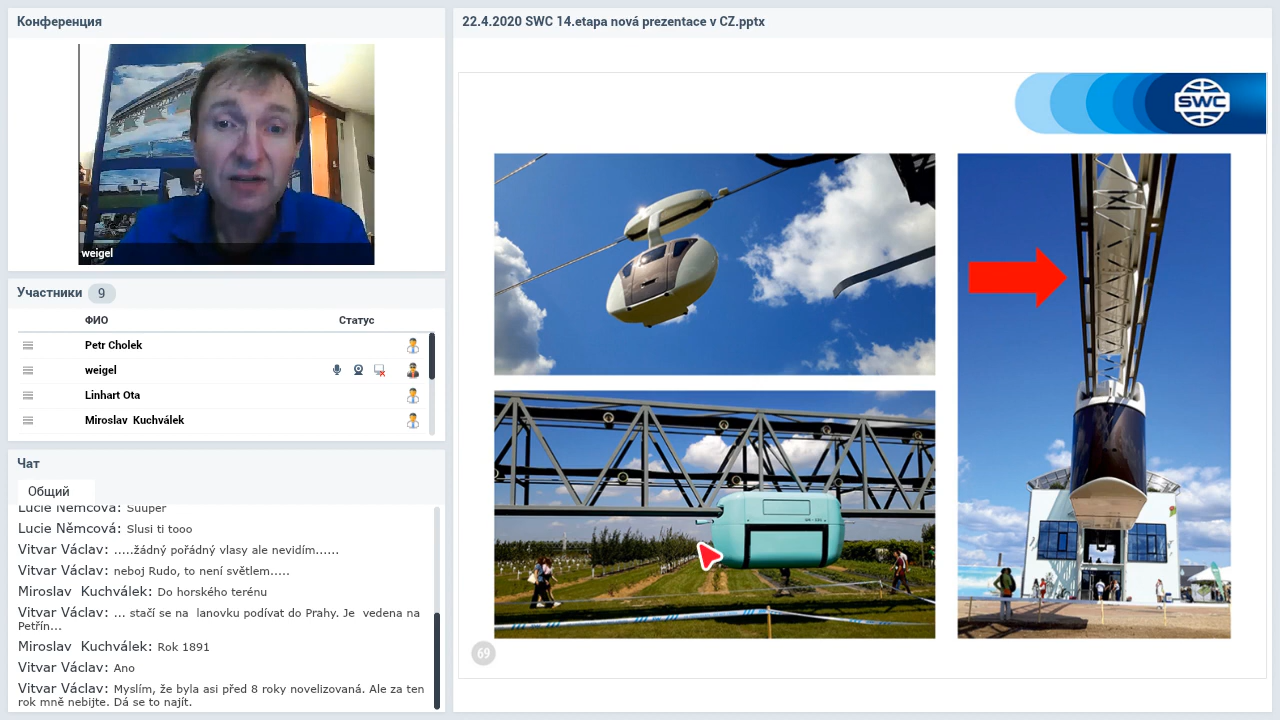 Конференция
weigel
Участники 9
ФИО Статус
Petr Cholek
weigel
Linhart Ota
Miroslav Kuchválek
Чат
Общий
Lucie Němcová: Suuper
Lucie Němcová: Slusi ti tooo
Vitvar Václav: .....žádný pořádný vlasy ale nevidím......
Vitvar Václav: neboj Rudo, to není světlem.....
Miroslav Kuchválek: Do horského terénu
Vitvar Václav: ... stačí se na lanovku podívat do Prahy. Je vedena na
Petřín...
Miroslav Kuchválek: Rok 1891
Vitvar Václav: Ano
Vitvar Václav: Myslím, že byla asi před 8 roky novelizovaná. Ale za ten
rok mně nebijte. Dá se to najít.
22.4.2020 SWC 14.etapa nová prezentace v CZ.pptx
SWC
69